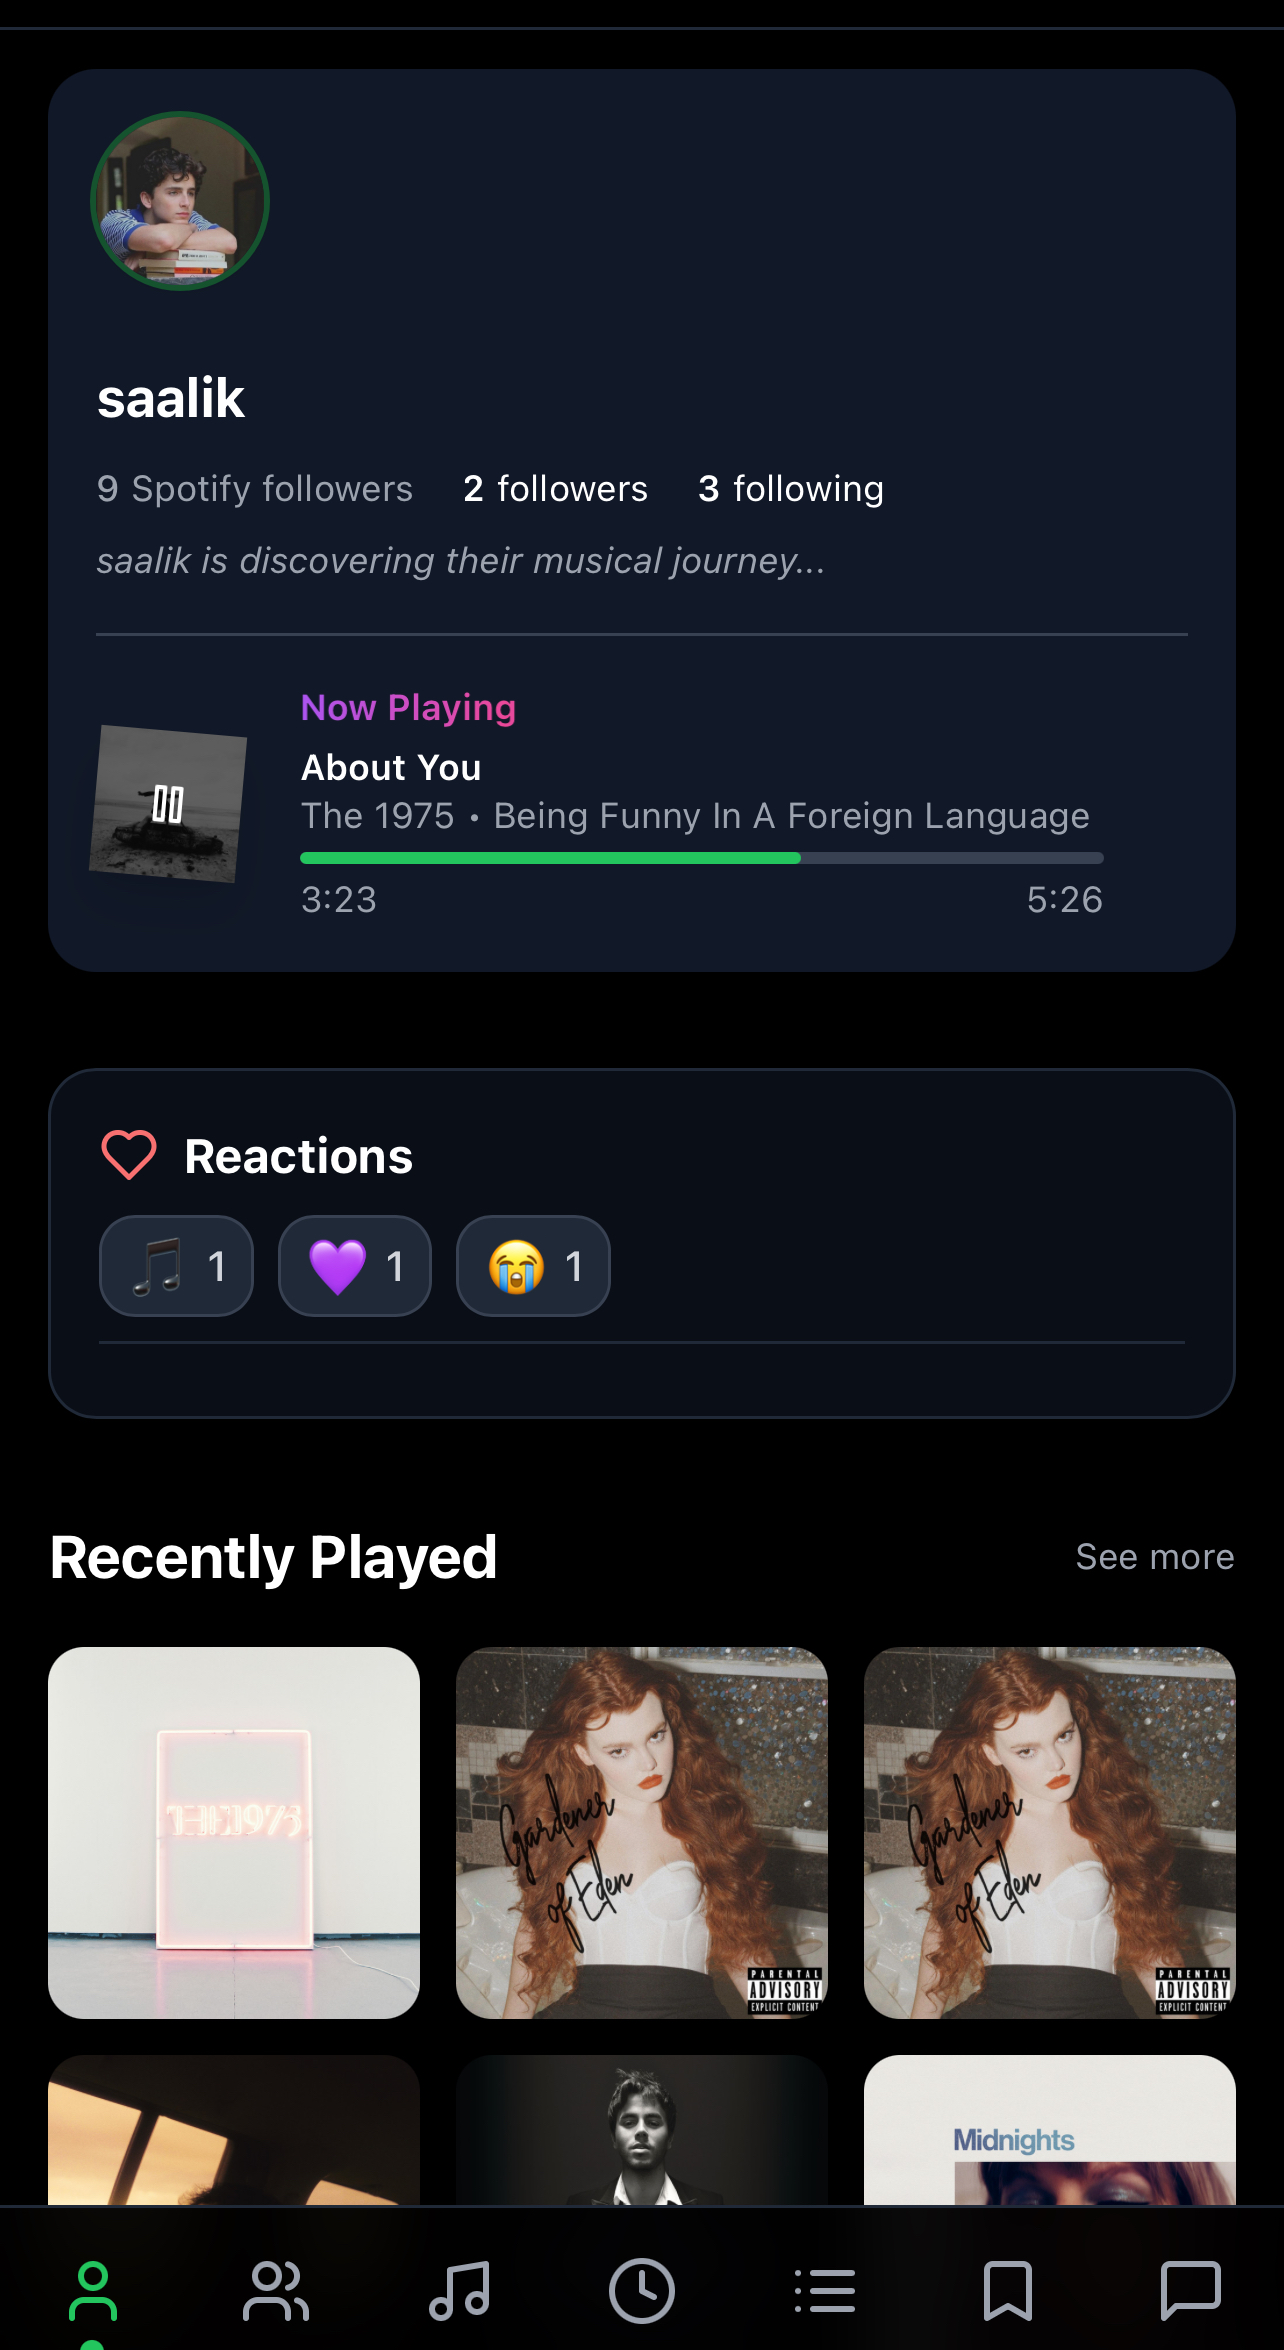 saalik
9 Spotify followers 2 followers 3 following
saalik is discovering their musical journey...
Now Playing
About You
The 1975 • Being Funny In A Foreign Language
3:23 5:26
Reactions
1 1 1
Recently Played See more
THE 1975
Gardener
of Eden
PARENTAL
ADVISORY
EXPLICIT CONTENT
Gardener
of Eden
PARENTAL
ADVISORY
EXPLICIT CONTENT
Midnights